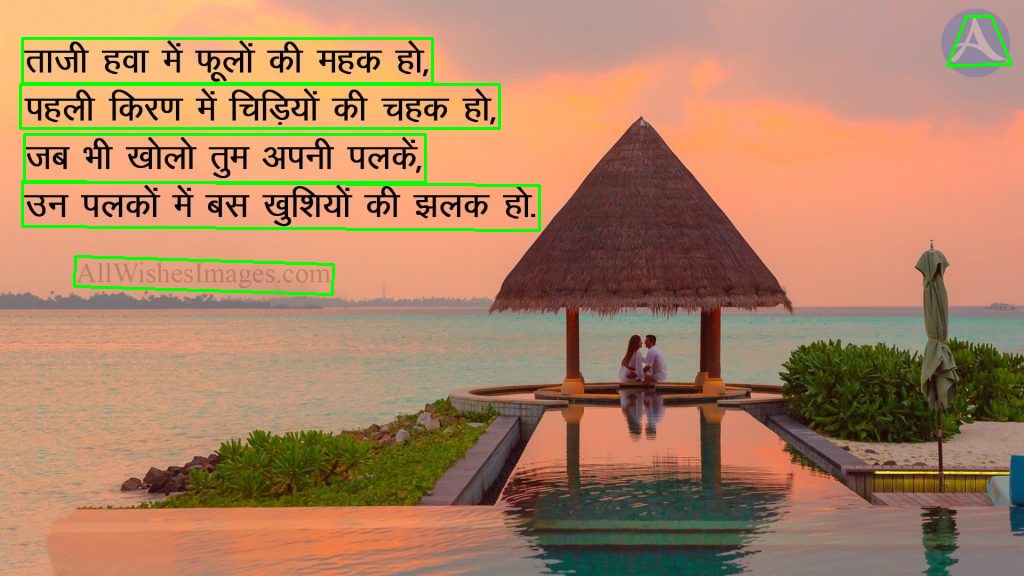 ताजी हवा में फूलों की महक हो,
पहली किरण में चिड़ियों की चहक हो,
जब भी खोलो तुम अपनी पलकें,
उन पलकों में बस खुशियों की झलक हो.
AllWishesImages.com
A